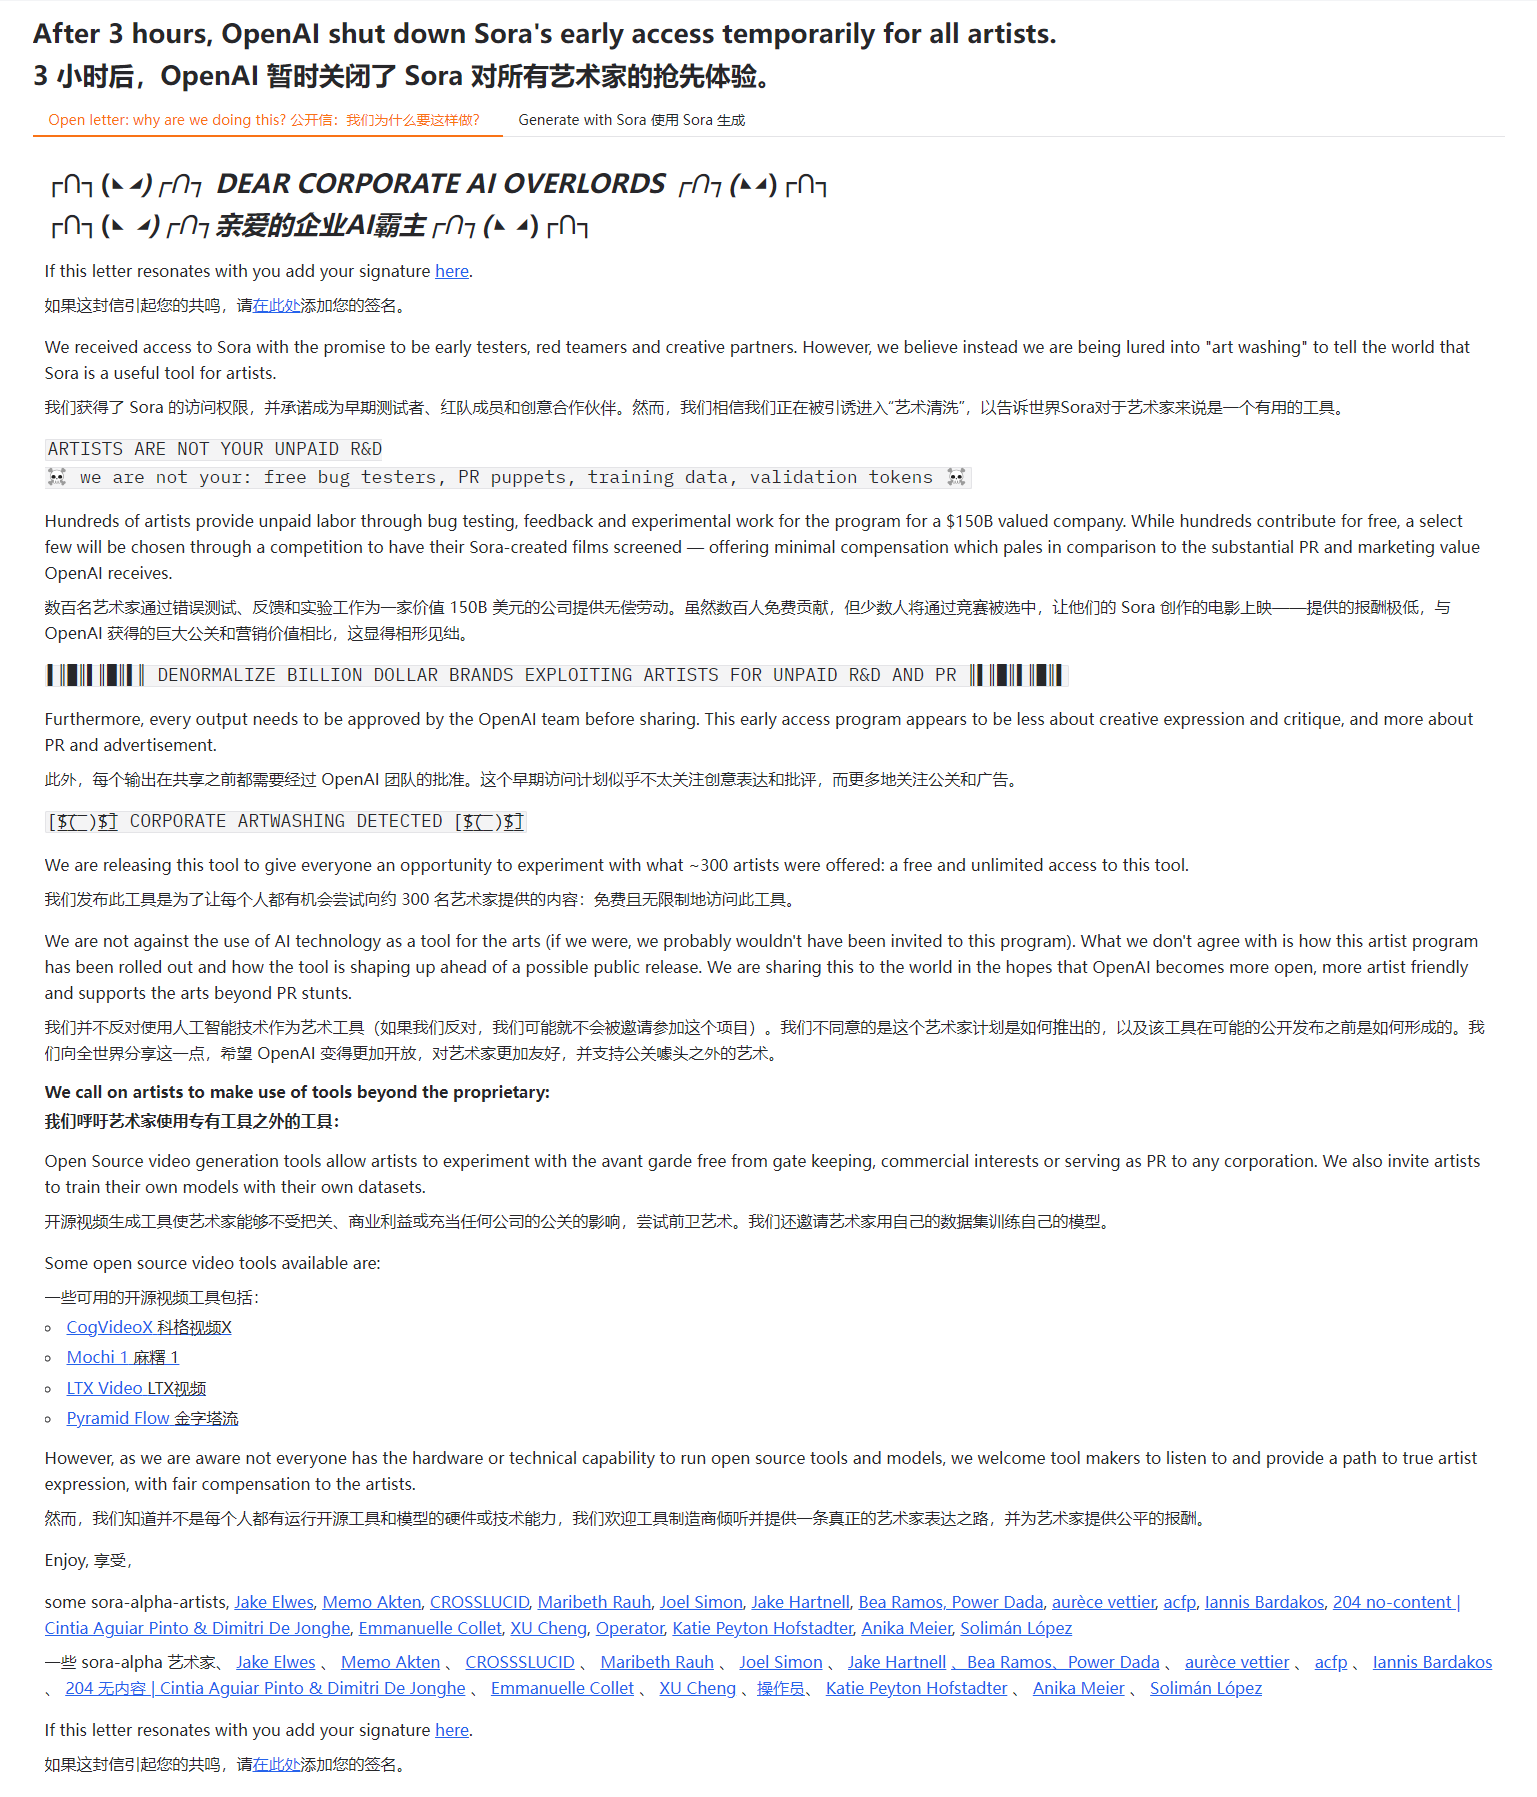 After 3 hours, OpenAI shut down Sora's early access temporarily for all artists.
3 小时后，OpenAI 暂时关闭了 Sora 对所有艺术家的抢先体验。
Open letter: why are we doing this? 公开信：我们为什么要这样做？
Generate with Sora 使用 Sora 生成
┌∩┐(◣◢)┌∩┐ DEAR CORPORATE AI OVERLORDS ┌∩┐(◣◢)┌∩┐
┌∩┐(◣ ◢)┌∩┐亲爱的企业AI霸主┌∩┐(◣ ◢)┌∩┐
If this letter resonates with you add your signature here.
如果这封信引起您的共鸣，请在此处添加您的签名。
We received access to Sora with the promise to be early testers, red teamers and creative partners. However, we believe instead we are being lured into "art washing" to tell the world that
Sora is a useful tool for artists.
我们获得了 Sora 的访问权限，并承诺成为早期测试者、红队成员和创意合作伙伴。然而，我们相信我们正在被引诱进入“艺术清洗”，以告诉世界Sora对于艺术家来说是一个有用的工具。
ARTISTS ARE NOT YOUR UNPAID R&D
☠️ we are not your: free bug testers, PR puppets, training data, validation tokens ☠️
Hundreds of artists provide unpaid labor through bug testing, feedback and experimental work for the program for a $150B valued company. While hundreds contribute for free, a select
few will be chosen through a competition to have their Sora-created films screened — offering minimal compensation which pales in comparison to the substantial PR and marketing value
OpenAI receives.
数百名艺术家通过错误测试、反馈和实验工作为一家价值 150B 美元的公司提供无偿劳动。虽然数百人免费贡献，但少数人将通过竞赛被选中，让他们的 Sora 创作的电影上映——提供的报酬极低，与
OpenAI 获得的巨大公关和营销价值相比，这显得相形见绌。
▌║█║▌║█║▌║ DENORMALIZE BILLION DOLLAR BRANDS EXPLOITING ARTISTS FOR UNPAID R&D AND PR ║▌║█║▌║█║▌
Furthermore, every output needs to be approved by the OpenAI team before sharing. This early access program appears to be less about creative expression and critique, and more about
PR and advertisement.
此外，每个输出在共享之前都需要经过 OpenAI 团队的批准。这个早期访问计划似乎不太关注创意表达和批评，而更多地关注公关和广告。
[̲̅$̲̅(̲̅ )̲̅$̲̅] CORPORATE ARTWASHING DETECTED [̲̅$̲̅(̲̅ )̲̅$̲̅]
We are releasing this tool to give everyone an opportunity to experiment with what ~300 artists were offered: a free and unlimited access to this tool.
我们发布此工具是为了让每个人都有机会尝试向约 300 名艺术家提供的内容：免费且无限制地访问此工具。
We are not against the use of AI technology as a tool for the arts (if we were, we probably wouldn't have been invited to this program). What we don't agree with is how this artist program
has been rolled out and how the tool is shaping up ahead of a possible public release. We are sharing this to the world in the hopes that OpenAI becomes more open, more artist friendly
and supports the arts beyond PR stunts.
我们并不反对使用人工智能技术作为艺术工具（如果我们反对，我们可能就不会被邀请参加这个项目）。我们不同意的是这个艺术家计划是如何推出的，以及该工具在可能的公开发布之前是如何形成的。我
们向全世界分享这一点，希望 OpenAI 变得更加开放，对艺术家更加友好，并支持公关噱头之外的艺术。
We call on artists to make use of tools beyond the proprietary:
我们呼吁艺术家使用专有工具之外的工具：
Open Source video generation tools allow artists to experiment with the avant garde free from gate keeping, commercial interests or serving as PR to any corporation. We also invite artists
to train their own models with their own datasets.
开源视频生成工具使艺术家能够不受把关、商业利益或充当任何公司的公关的影响，尝试前卫艺术。我们还邀请艺术家用自己的数据集训练自己的模型。
Some open source video tools available are:
一些可用的开源视频工具包括：
CogVideoX 科格视频X
Mochi 1 麻糬 1
LTX Video LTX视频
Pyramid Flow 金字塔流
However, as we are aware not everyone has the hardware or technical capability to run open source tools and models, we welcome tool makers to listen to and provide a path to true artist
expression, with fair compensation to the artists.
然而，我们知道并不是每个人都有运行开源工具和模型的硬件或技术能力，我们欢迎工具制造商倾听并提供一条真正的艺术家表达之路，并为艺术家提供公平的报酬。
Enjoy, 享受，
some sora-alpha-artists, Jake Elwes, Memo Akten, CROSSLUCID, Maribeth Rauh, Joel Simon, Jake Hartnell, Bea Ramos, Power Dada, aurèce vettier, acfp, Iannis Bardakos, 204 no-content |
Cintia Aguiar Pinto & Dimitri De Jonghe, Emmanuelle Collet, XU Cheng, Operator, Katie Peyton Hofstadter, Anika Meier, Solimán López
一些 sora-alpha 艺术家、 Jake Elwes 、 Memo Akten 、 CROSSSLUCID 、 Maribeth Rauh 、 Joel Simon 、 Jake Hartnell 、Bea Ramos、Power Dada 、 aurèce vettier 、 acfp 、 Iannis Bardakos
、 204 无内容 | Cintia Aguiar Pinto & Dimitri De Jonghe 、 Emmanuelle Collet 、 XU Cheng 、操作员、 Katie Peyton Hofstadter 、 Anika Meier 、 Solimán López
If this letter resonates with you add your signature here.
如果这封信引起您的共鸣，请在此处添加您的签名。